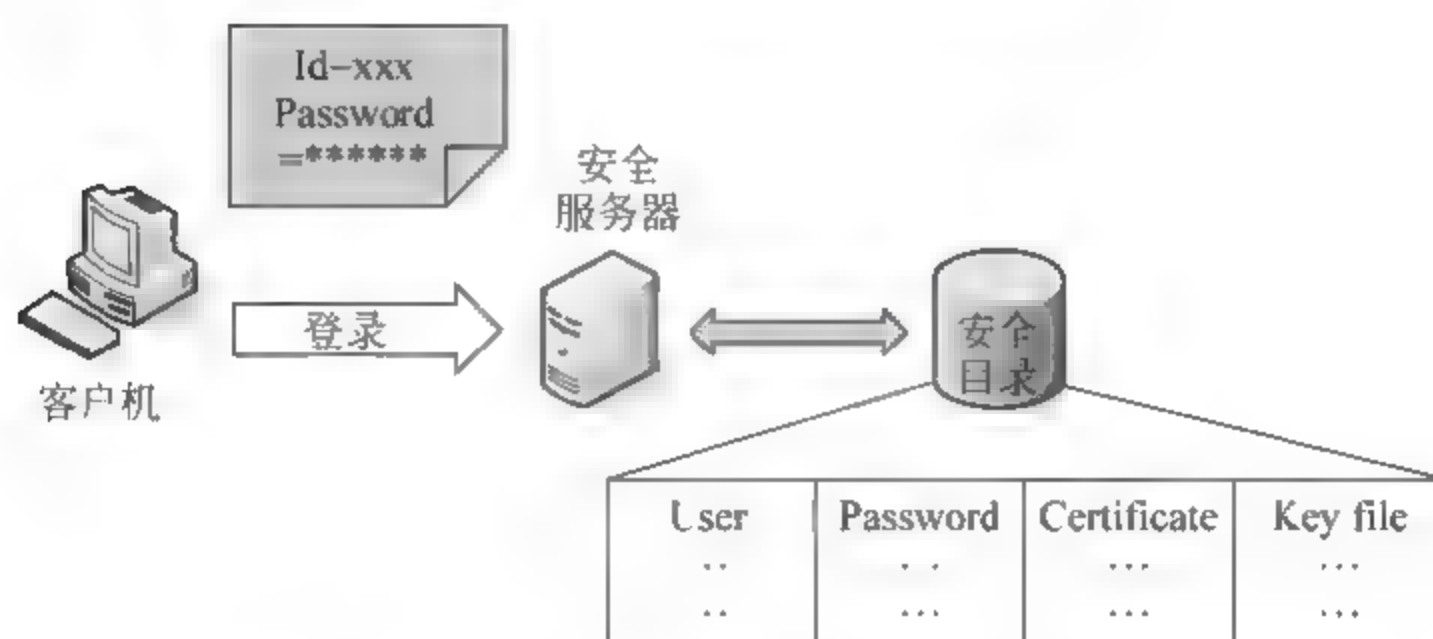 Id-xxx
Password
=******
安全
服务器
登录
客户机
安全
目录
User Password Certificate Key file
.. .. ... ...
.. ... ... ...